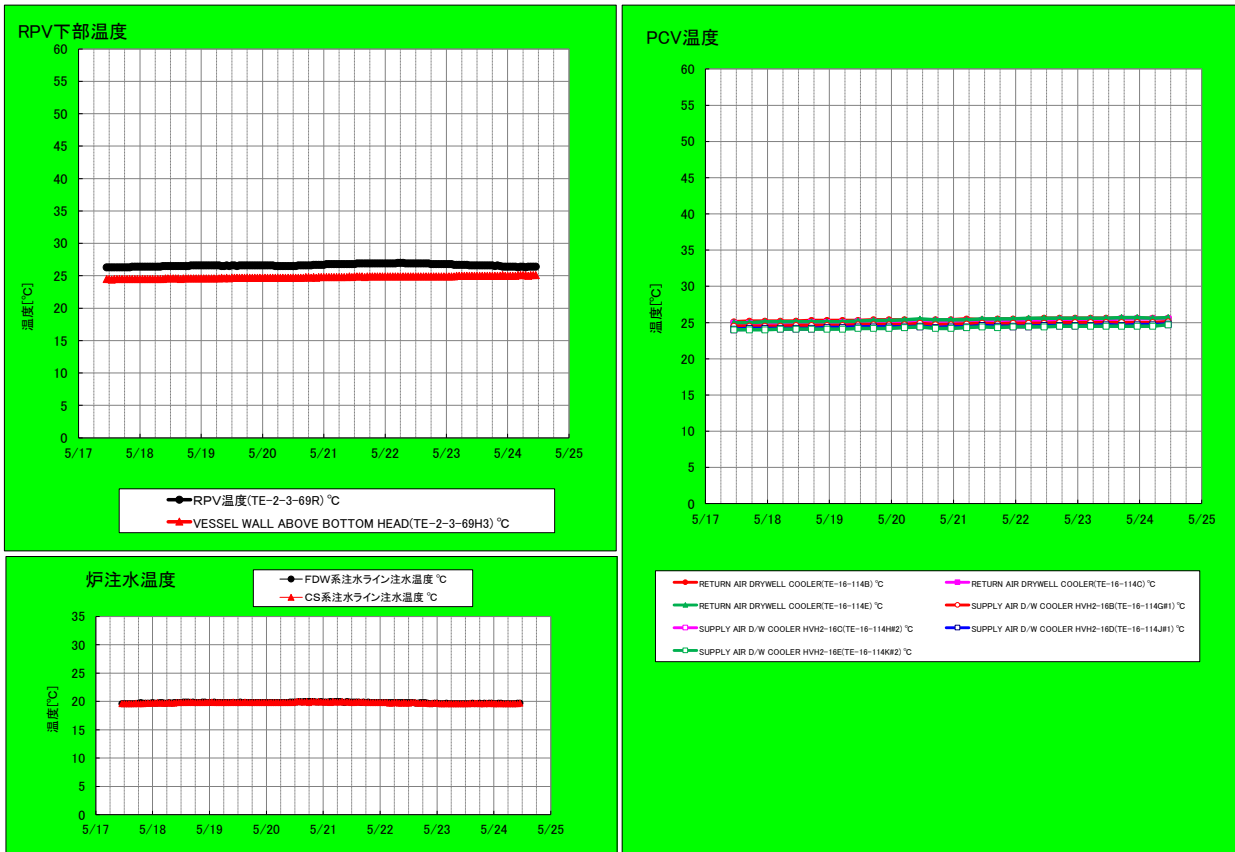 RPV下部温度
60
55
50
45
40
35
30
25
20
15
10
5
0
温度[℃]
5/17 5/18 5/19 5/20 5/21 5/22 5/23 5/24 5/25
RPV温度(TE-2-3-69R) ℃
VESSEL WALL ABOVE BOTTOM HEAD(TE-2-3-69H3) ℃
炉注水温度
FDW系注水ライン注水温度 ℃
CS系注水ライン注水温度 ℃
35
30
25
20
15
10
5
0
温度[℃]
5/17 5/18 5/19 5/20 5/21 5/22 5/23 5/24 5/25
PCV温度
60
55
50
45
40
35
30
25
20
15
10
5
0
温度[℃]
5/17 5/18 5/19 5/20 5/21 5/22 5/23 5/24 5/25
RETURN AIR DRYWELL COOLER(TE-16-114B) ℃
RETURN AIR DRYWELL COOLER(TE-16-114C) ℃
RETURN AIR DRYWELL COOLER(TE-16-114E) ℃
SUPPLY AIR D/W COOLER HVH2-16B(TE-16-114G#1) ℃
SUPPLY AIR D/W COOLER HVH2-16C(TE-16-114H#2) ℃
SUPPLY AIR D/W COOLER HVH2-16D(TE-16-114J#1) ℃
SUPPLY AIR D/W COOLER HVH2-16E(TE-16-114K#2) ℃